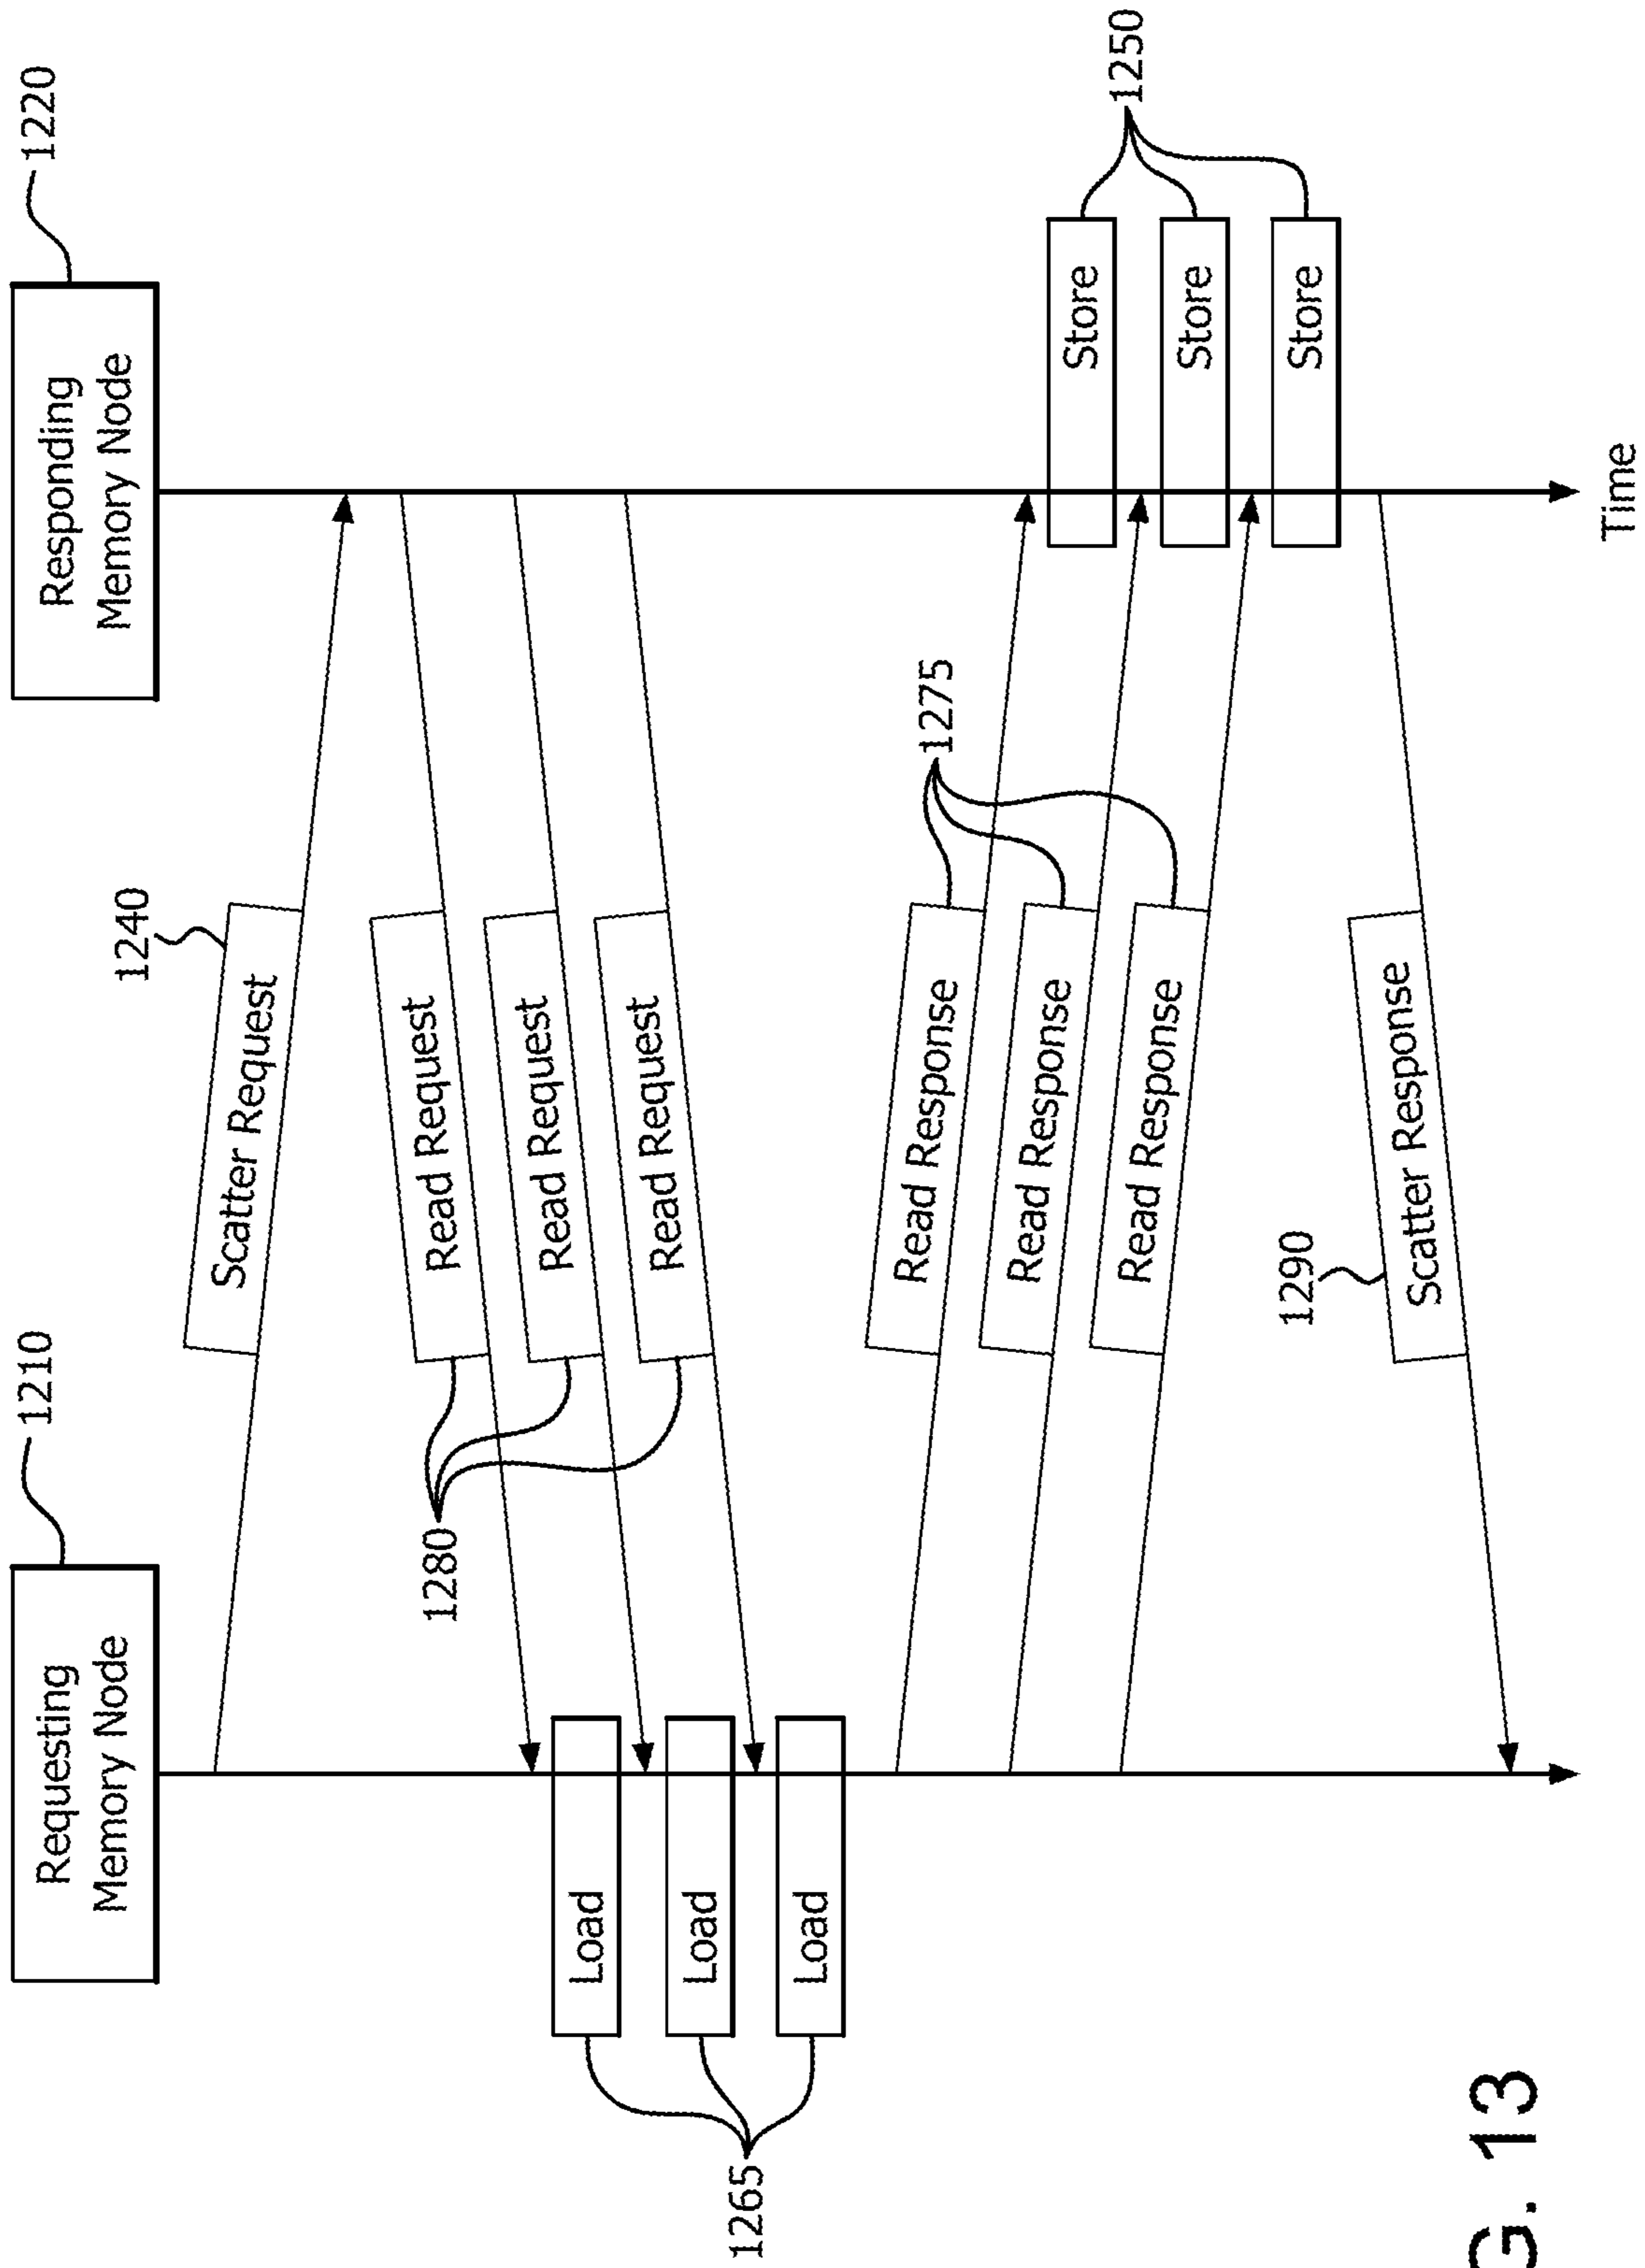 1210
1220
Requesting
Memory Node
Responding
Memory Node
1240
Scatter Request
Read Request
Read Request
Read Request
1280
Load
Load
Load
1265
Read Response
Read Response
Read Response
1275
Store
Store
Store
1250
1290
Scatter Response
Time
G. 13